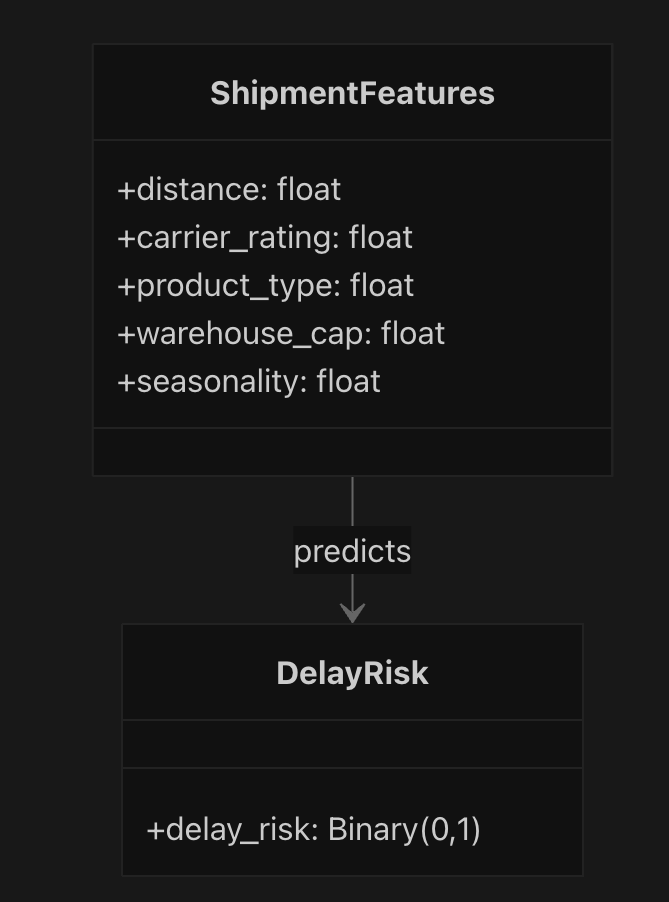 ShipmentFeatures
+distance: float
+carrier_rating: float
+product_type: float
+warehouse_cap: float
+seasonality: float
predicts
DelayRisk
+delay_risk: Binary(0,1)